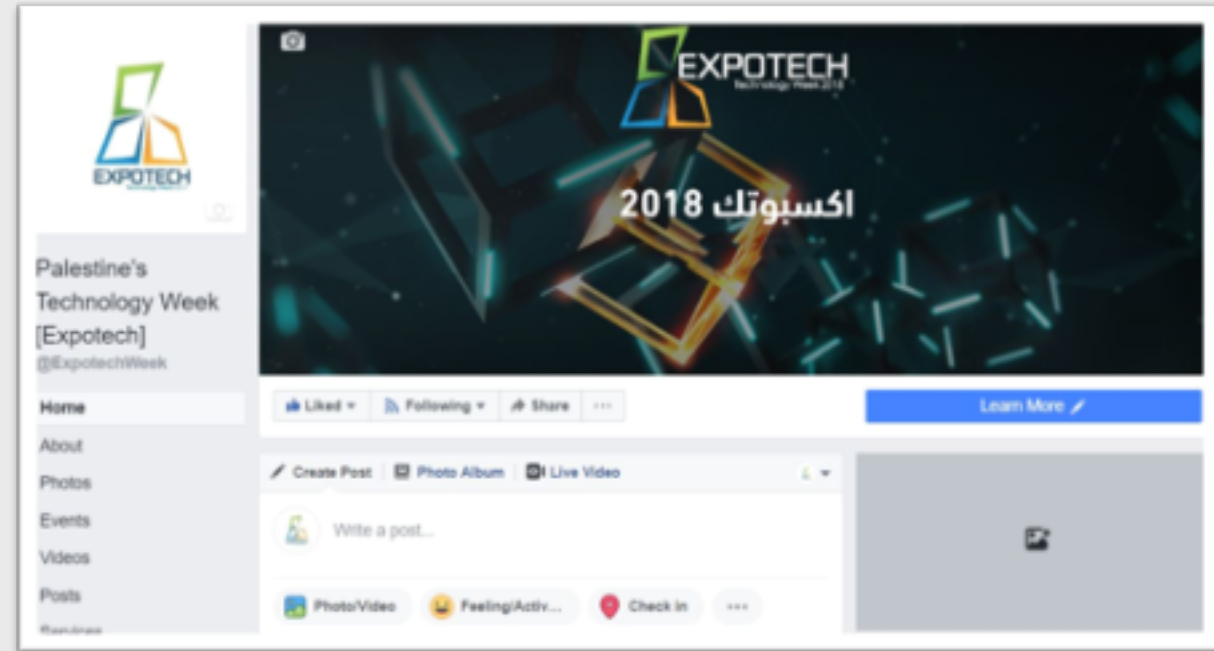 EXPOTECH
Palestine's
Technology Week
[Expotech]
@ExpotechWeek
Home
About
Photos
Events
Videos
Posts
Services
EXPOTECH
Technology Week 2018
اكسبوتك 2018
Liked
Following
Share
Learn More
Create Post
Photo Album
Live Video
Write a post...
Photo/Video
Feeling/Activ...
Check in